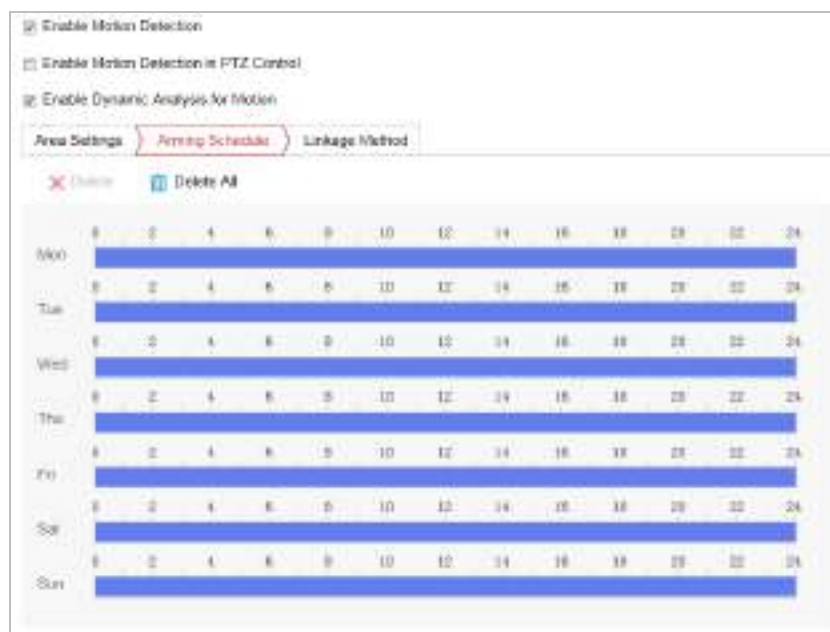 Enable Motion Detection
Enable Motion Detection in PTZ Control
Enable Dynamic Analysis for Motion
Area Settings Arming Schedule Linkage Method
Delete Delete All
0 2 4 6 8 10 12 14 16 18 20 22 24
Mon
0 2 4 6 8 10 12 14 16 18 20 22 24
Tue
0 2 4 6 8 10 12 14 16 18 20 22 24
Wed
0 2 4 6 8 10 12 14 16 18 20 22 24
Thu
0 2 4 6 8 10 12 14 16 18 20 22 24
Fri
0 2 4 6 8 10 12 14 16 18 20 22 24
Sat
0 2 4 6 8 10 12 14 16 18 20 22 24
Sun